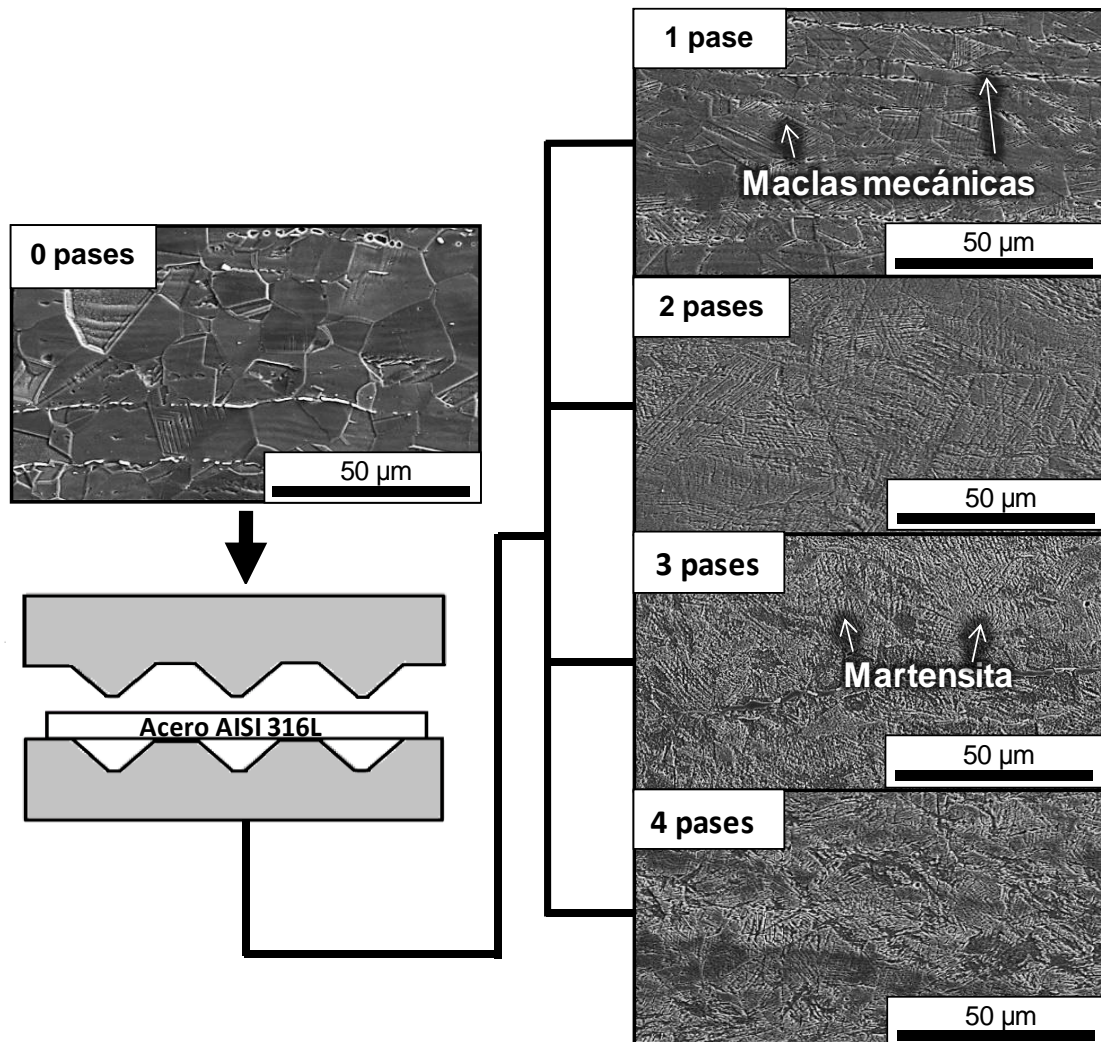 0 pases
50 µm
Acero AISI 316L
1 pase
Maclas mecánicas
50 µm
2 pases
50 µm
3 pases
Martensita
50 µm
4 pases
50 µm